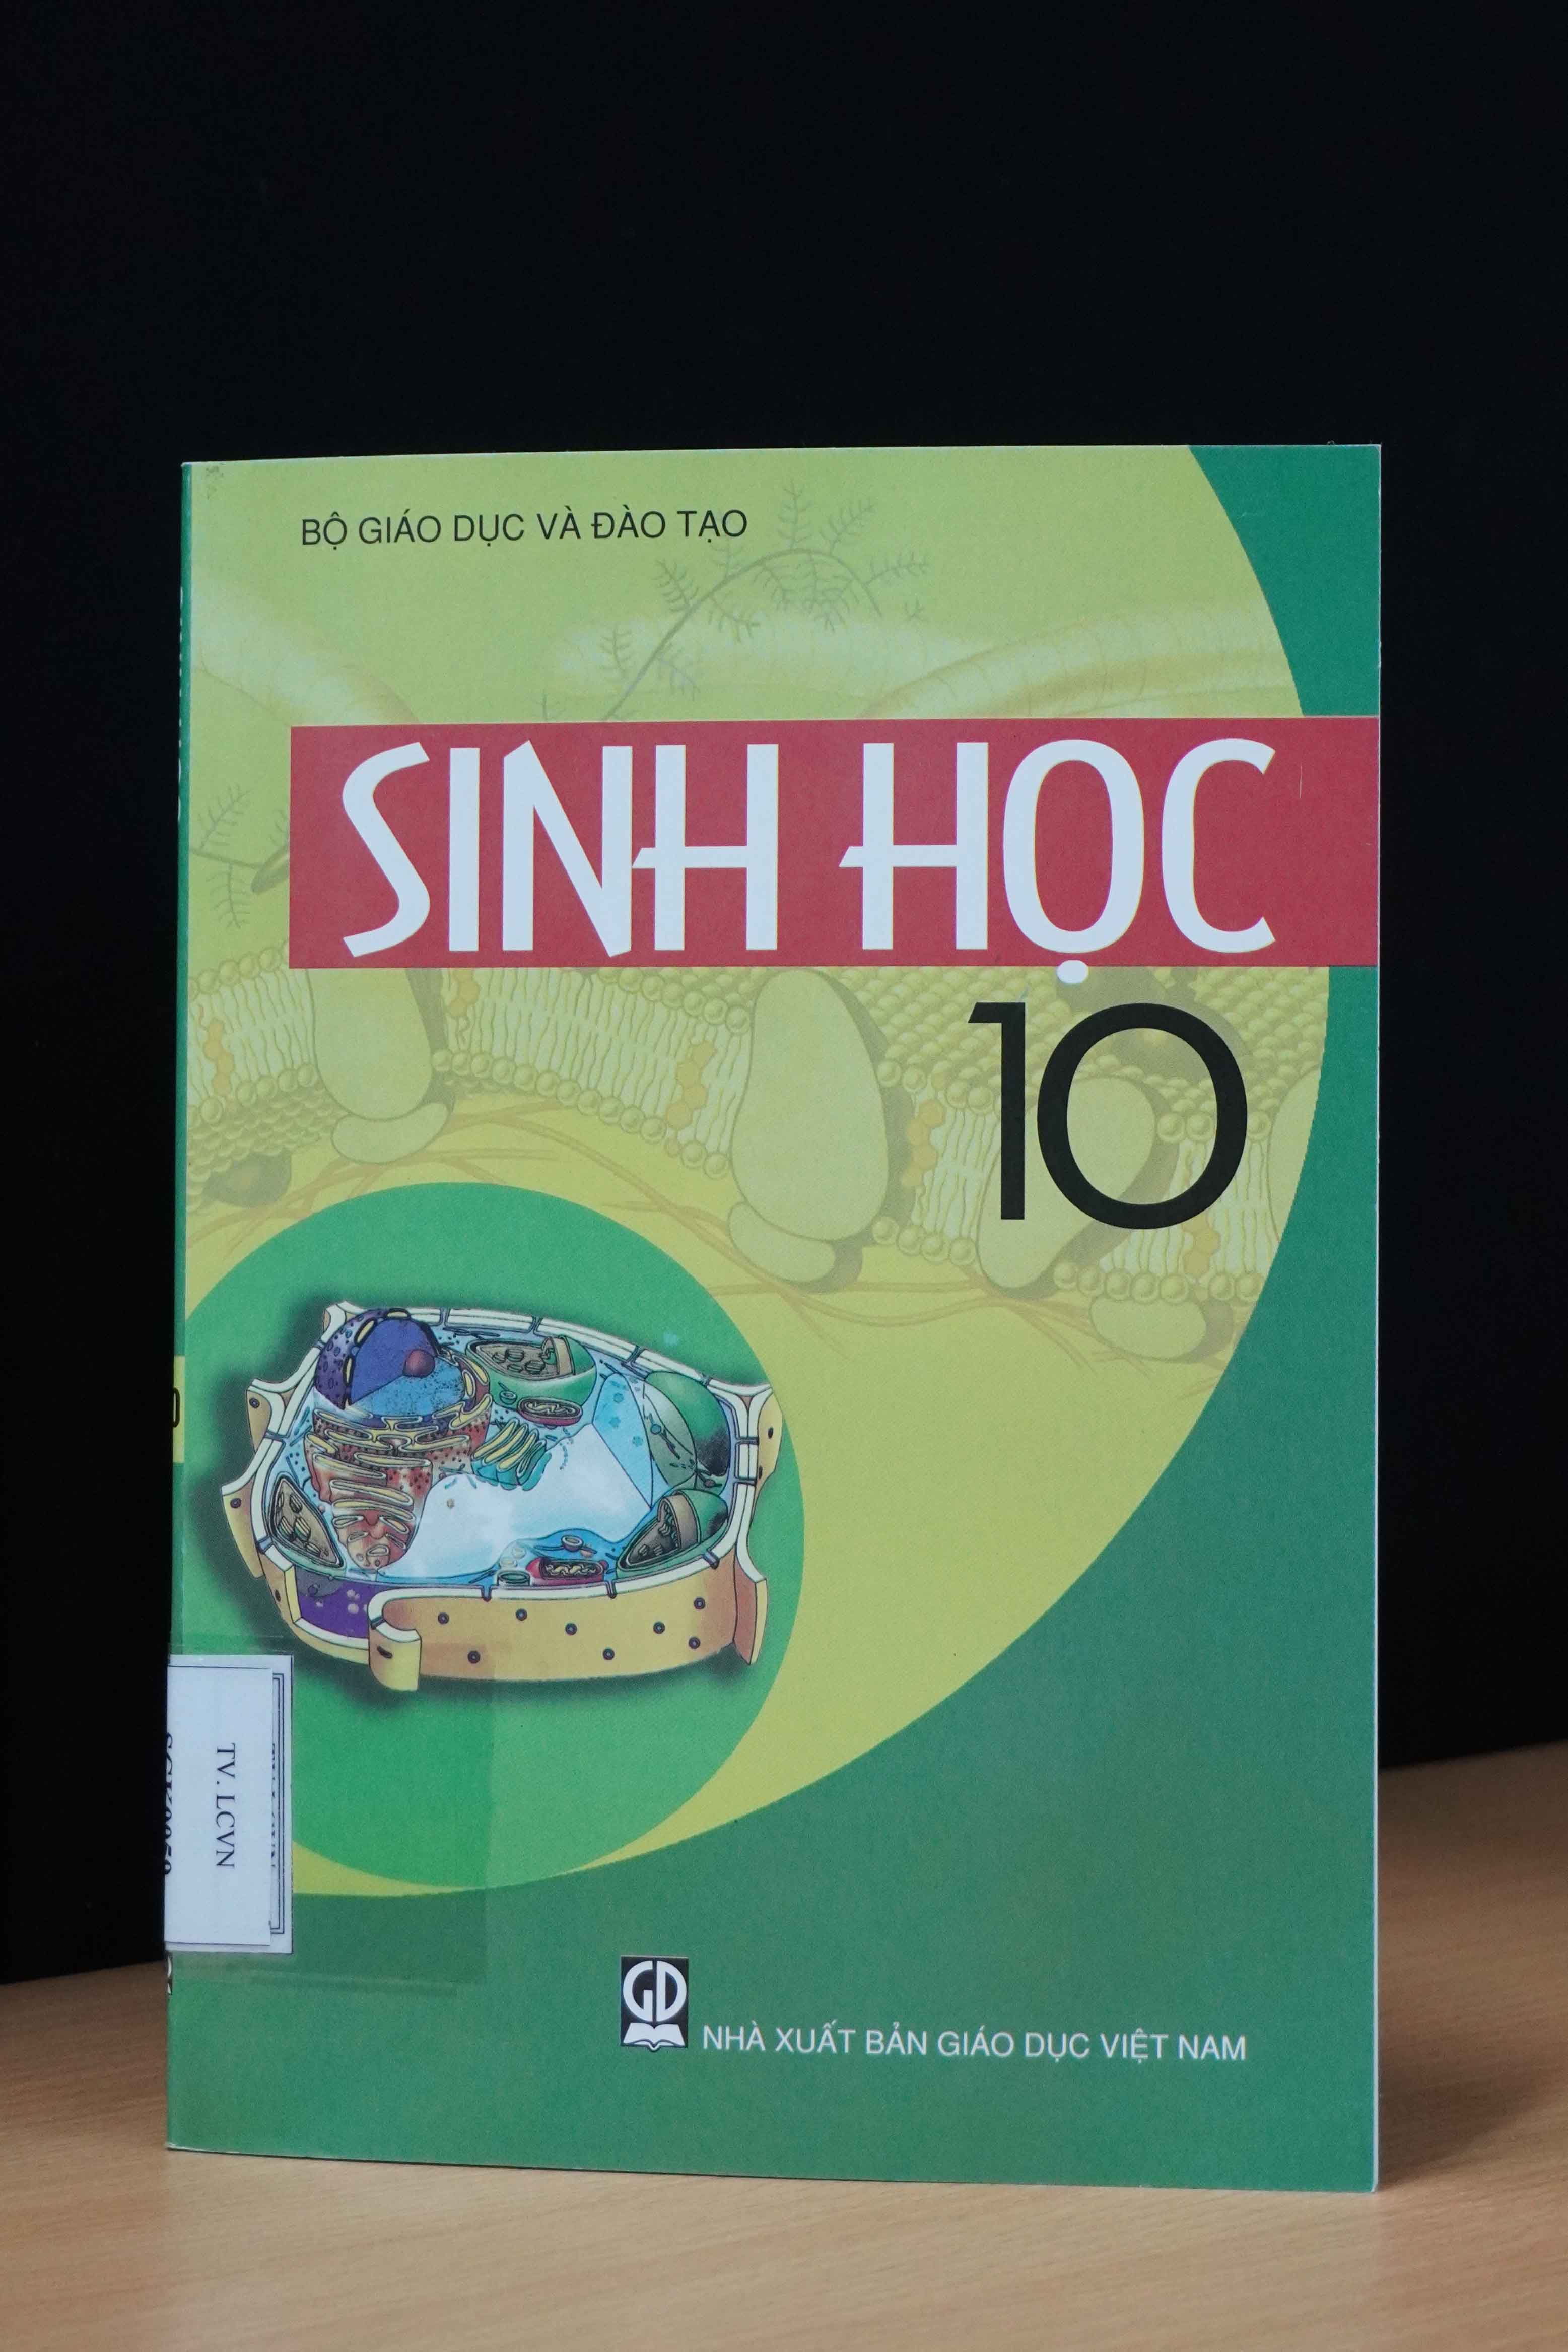 BỘ GIÁO DỤC VÀ ĐÀO TẠO
SINH HỌC
10
TV. LCVN
GD
NHÀ XUẤT BẢN GIÁO DỤC VIỆT NAM